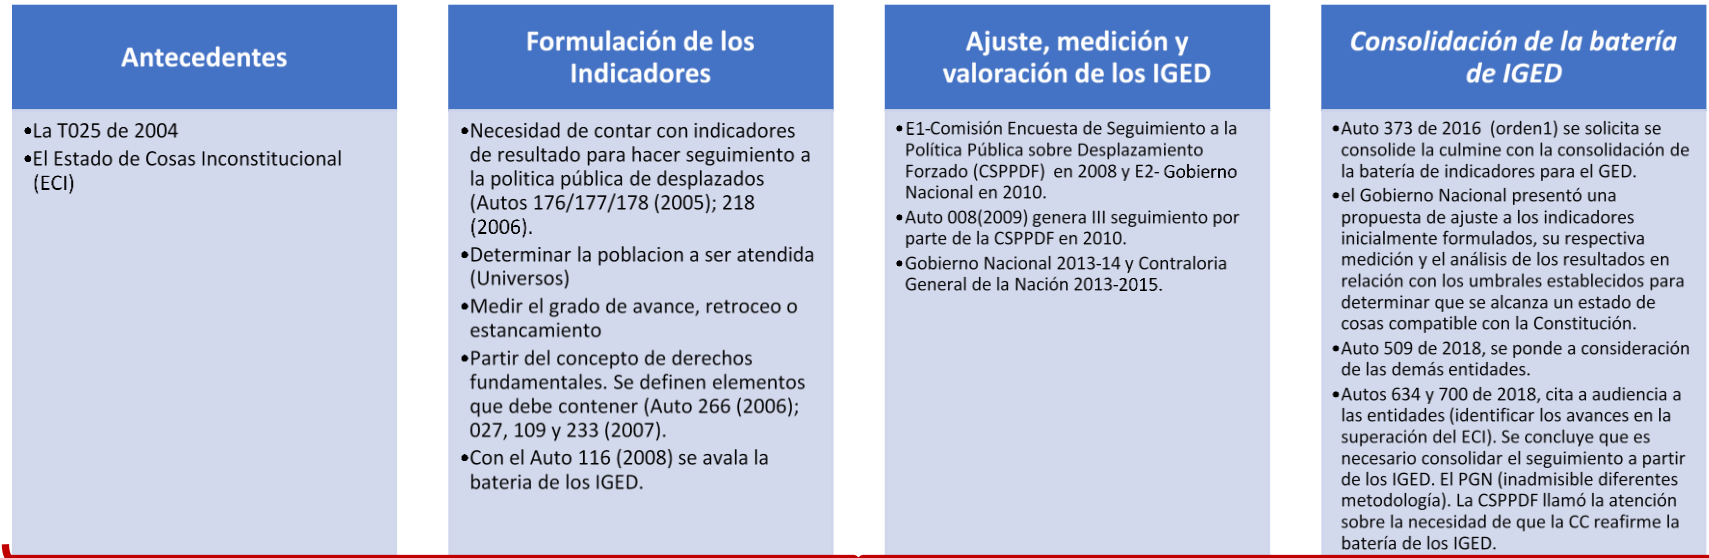 Antecedentes
•La T025 de 2004
•El Estado de Cosas Inconstitucional
(ECI)
Formulación de los
Indicadores
•Necesidad de contar con indicadores
de resultado para hacer seguimiento a
la politica pública de desplazados
(Autos 176/177/178 (2005); 218
(2006).
•Determinar la poblacion a ser atendida
(Universos)
•Medir el grado de avance, retroceo o
estancamiento
•Partir del concepto de derechos
fundamentales. Se definen elementos
que debe contener (Auto 266 (2006);
027, 109 y 233 (2007).
•Con el Auto 116 (2008) se avala la
bateria de los IGED.
Ajuste, medición y
valoración de los IGED
•E1-Comisión Encuesta de Seguimiento a la
Política Pública sobre Desplazamiento
Forzado (CSPPDF) en 2008 y E2- Gobierno
Nacional en 2010.
•Auto 008(2009) genera III seguimiento por
parte de la CSPPDF en 2010.
•Gobierno Nacional 2013-14 y Contraloria
General de la Nación 2013-2015.
Consolidación de la batería
de IGED
•Auto 373 de 2016 (orden1) se solicita se
consolide la culmine con la consolidación de
la batería de indicadores para el GED.
•el Gobierno Nacional presentó una
propuesta de ajuste a los indicadores
inicialmente formulados, su respectiva
medición y el análisis de los resultados en
relación con los umbrales establecidos para
determinar que se alcanza un estado de
cosas compatible con la Constitución.
•Auto 509 de 2018, se ponde a consideración
de las demás entidades.
•Autos 634 y 700 de 2018, cita a audiencia a
las entidades (identificar los avances en la
superación del ECI). Se concluye que es
necesario consolidar el seguimiento a partir
de los IGED. El PGN (inadmisible diferentes
metodología). La CSPPDF llamó la atención
sobre la necesidad de que la CC reafirme la
batería de los IGED.